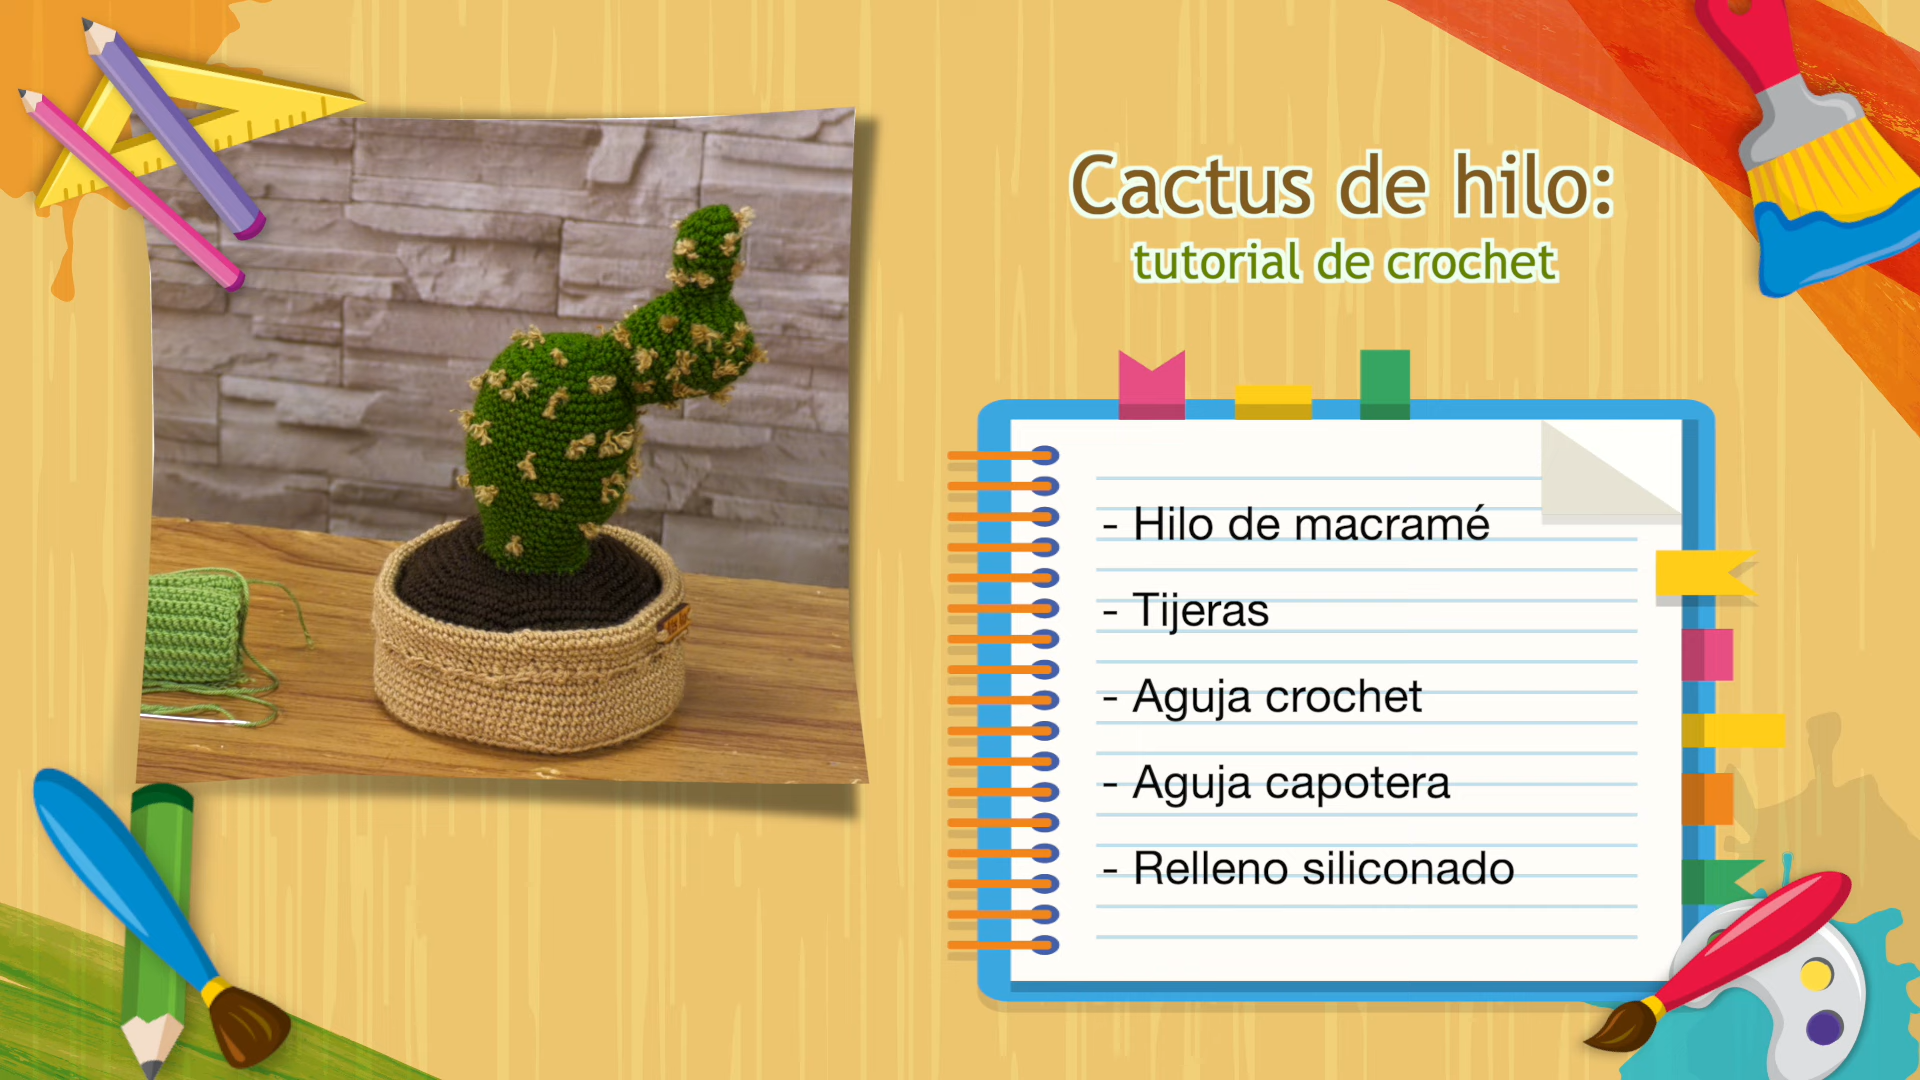 Cactus de hilo:
tutorial de crochet
- Hilo de macramé
- Tijeras
- Aguja crochet
- Aguja capotera
- Relleno siliconado